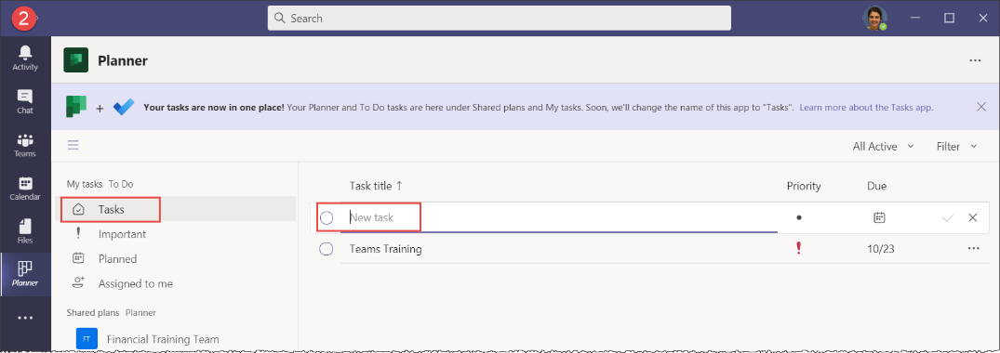 2
Search
Activity
Chat
Teams
Calendar
Files
Planner
Planner
+ Your tasks are now in one place! Your Planner and To Do tasks are here under Shared plans and My tasks. Soon, we'll change the name of this app to "Tasks". Learn more about the Tasks app.
All Active Filter
My tasks To Do
Tasks
Important
Planned
Assigned to me
Shared plans Planner
FT Financial Training Team
Task title ↑ Priority Due
New task
Teams Training 10/23